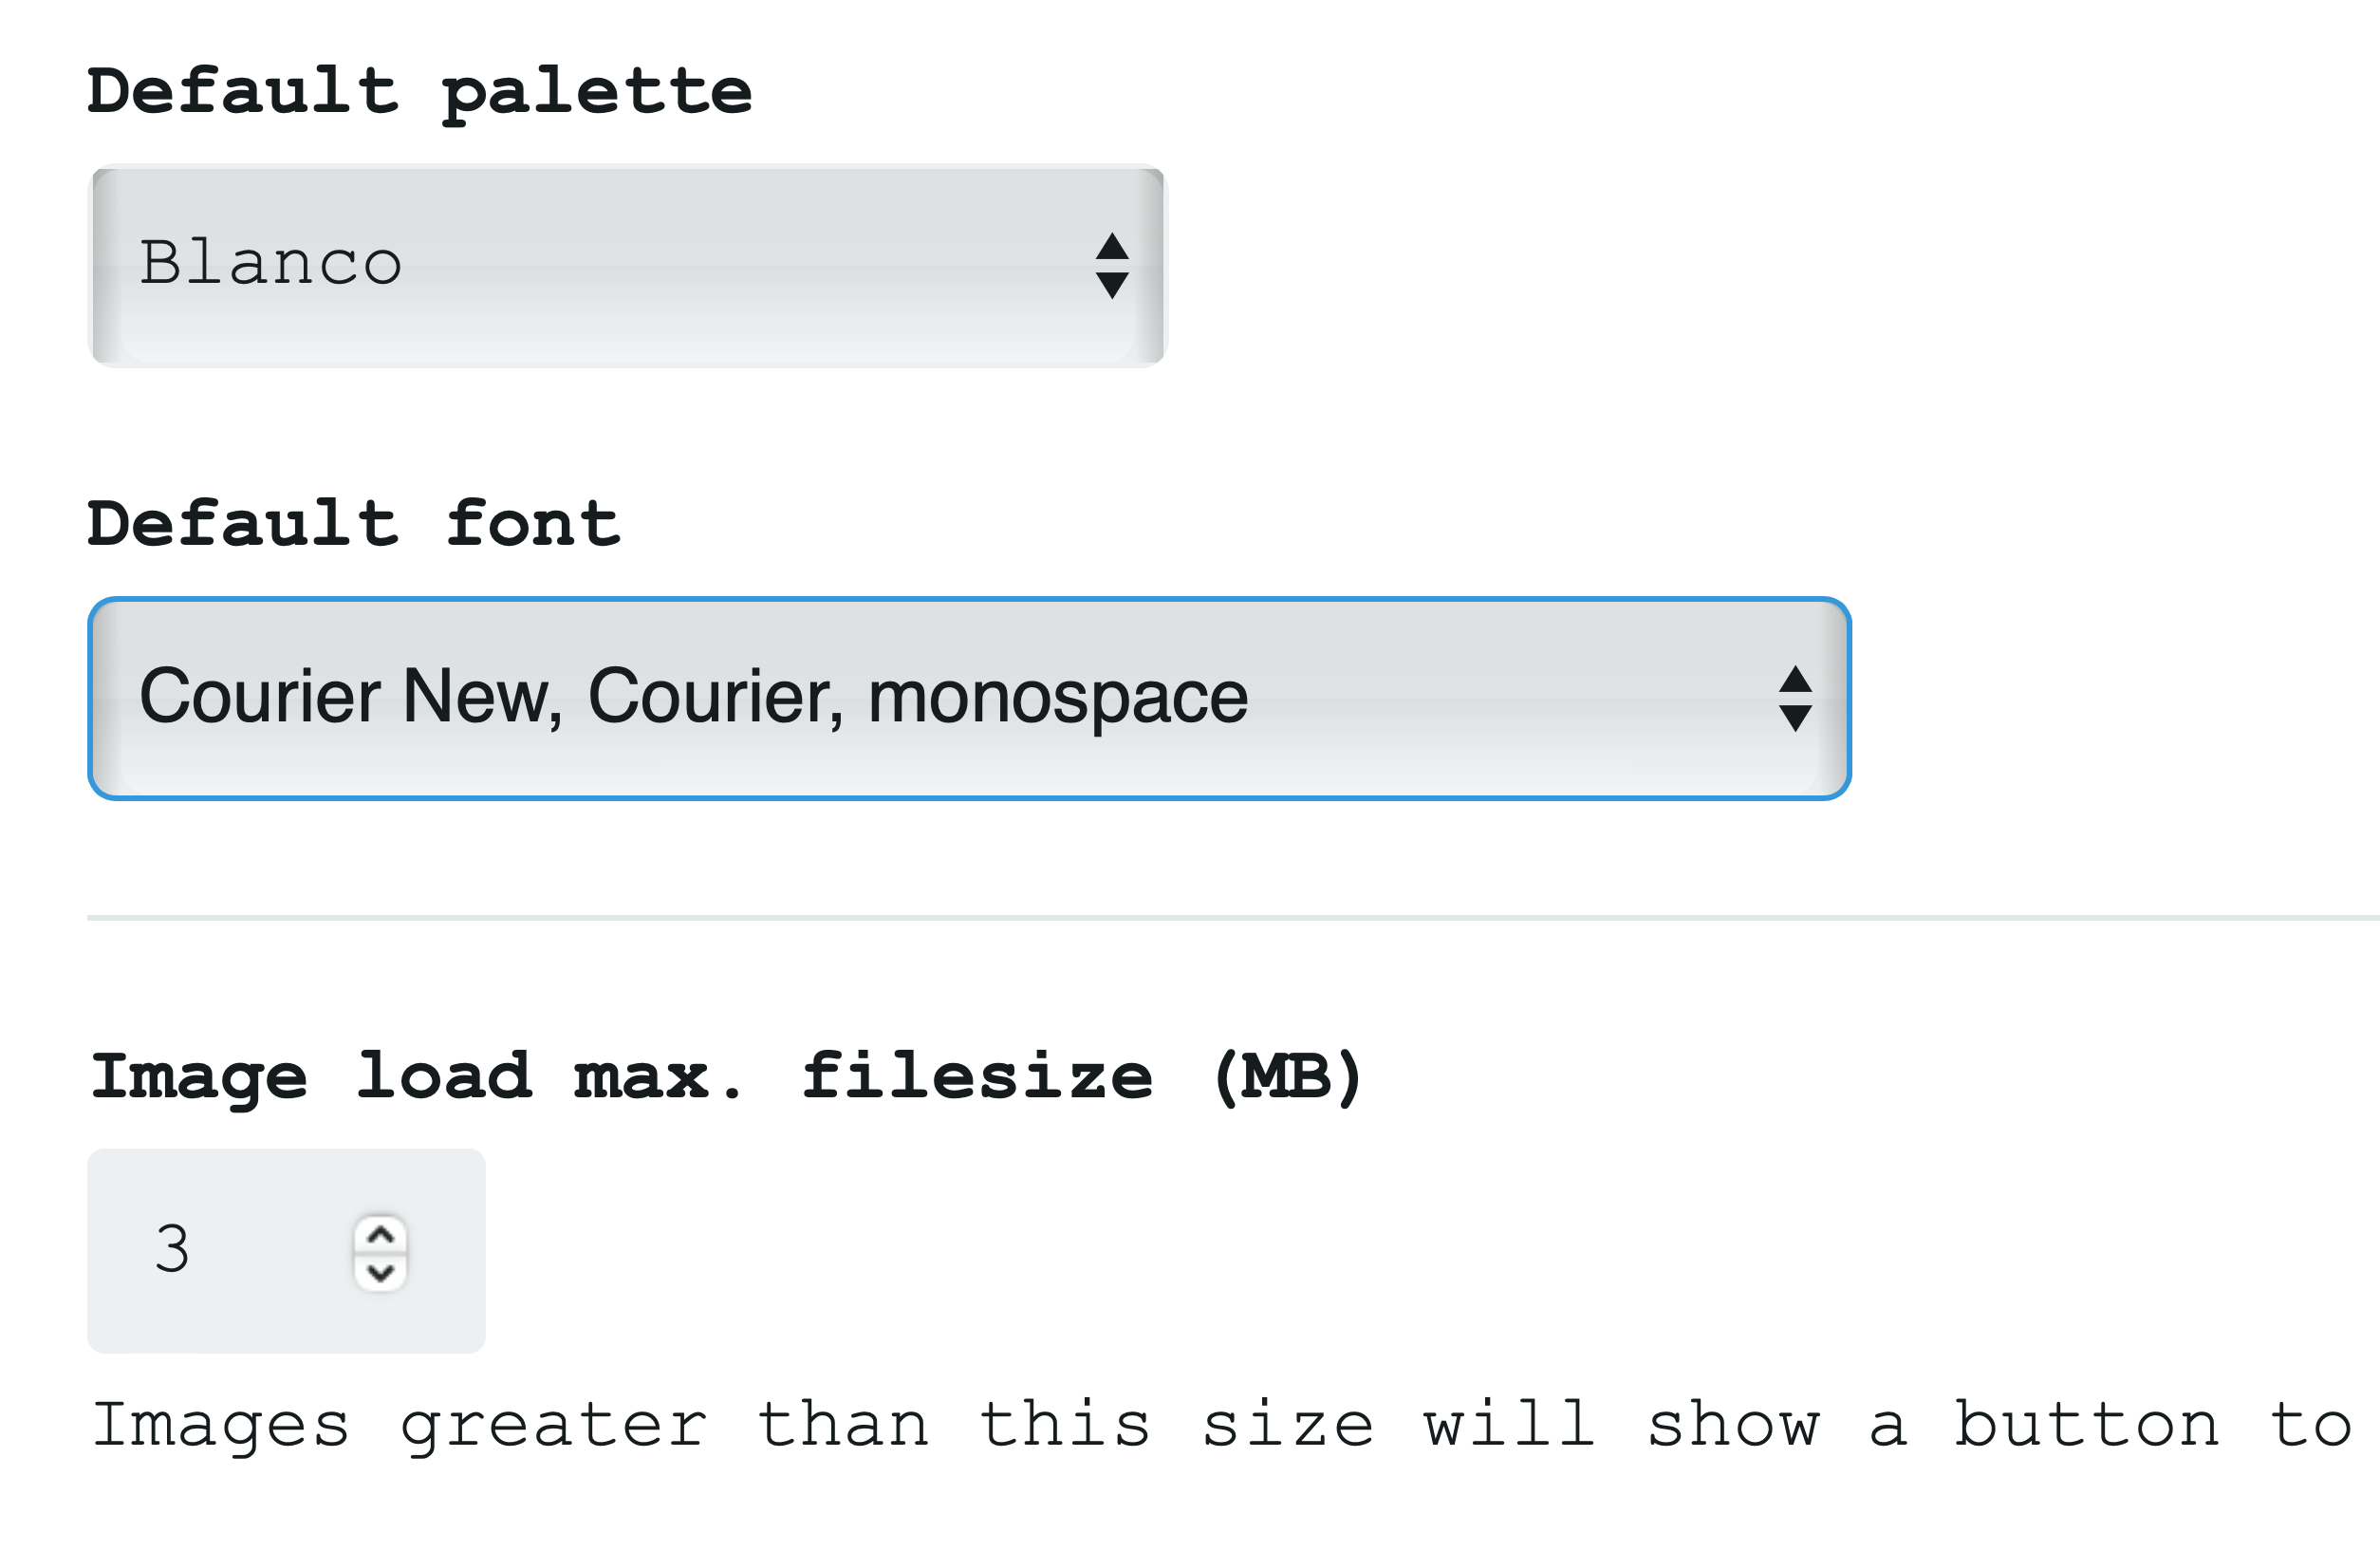 Default palette
Blanco
Default font
Courier New, Courier, monospace
Image load max. filesize (MB)
3
Images greater than this size will show a button to